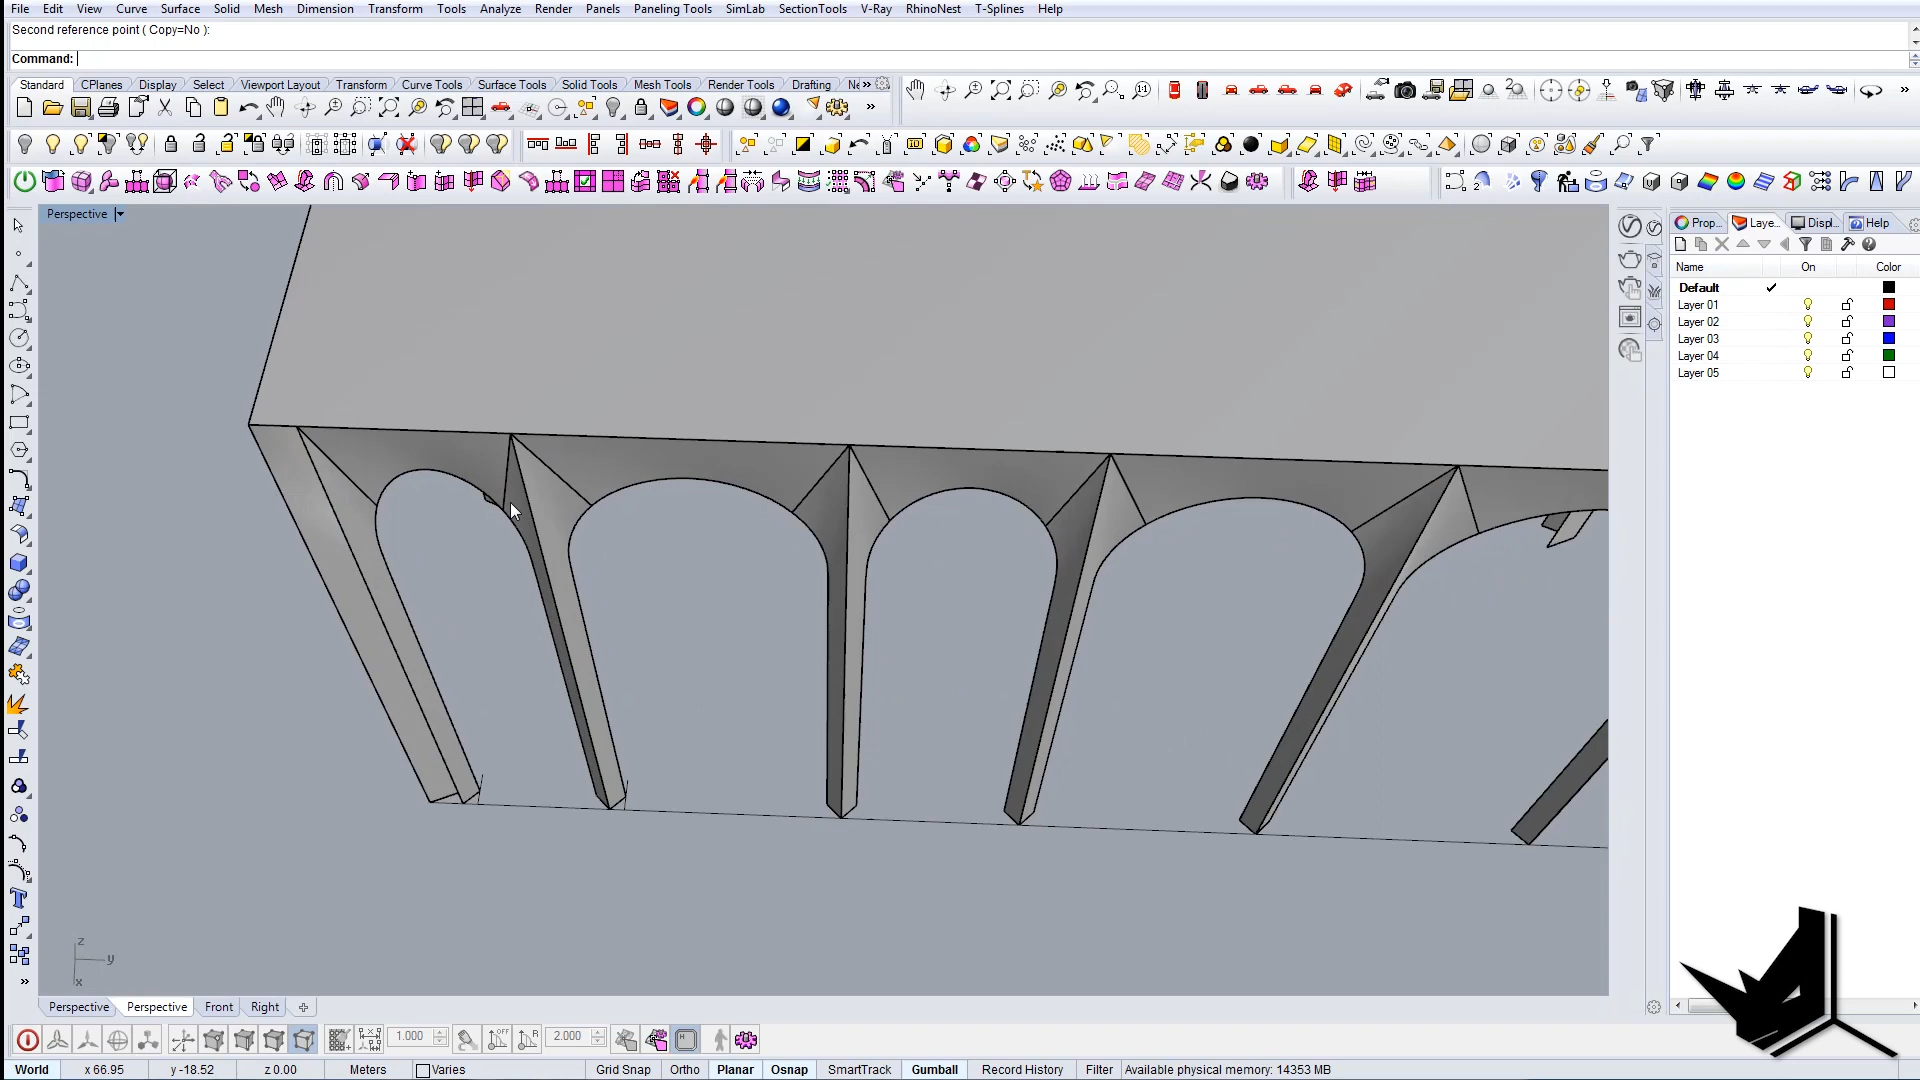 File Edit View Curve Surface Solid Mesh Dimension Transform Tools Analyze Render Panels Paneling Tools SimLab SectionTools V-Ray RhinoNest T-Splines Help
Second reference point ( Copy=No ):
Command:
Standard CPlanes Display Select Viewport Layout Transform Curve Tools Surface Tools Solid Tools Mesh Tools Render Tools Drafting
Perspective
Prop... Laye... Displ... Help
Name On Color
Default
Layer 01
Layer 02
Layer 03
Layer 04
Layer 05
z
y
x
Perspective Perspective Front Right
1.000 2.000
World x 66.95 y -18.52 z 0.00 Meters Varies Grid Snap Ortho Planar Osnap SmartTrack Gumball Record History Filter Available physical memory: 14353 MB